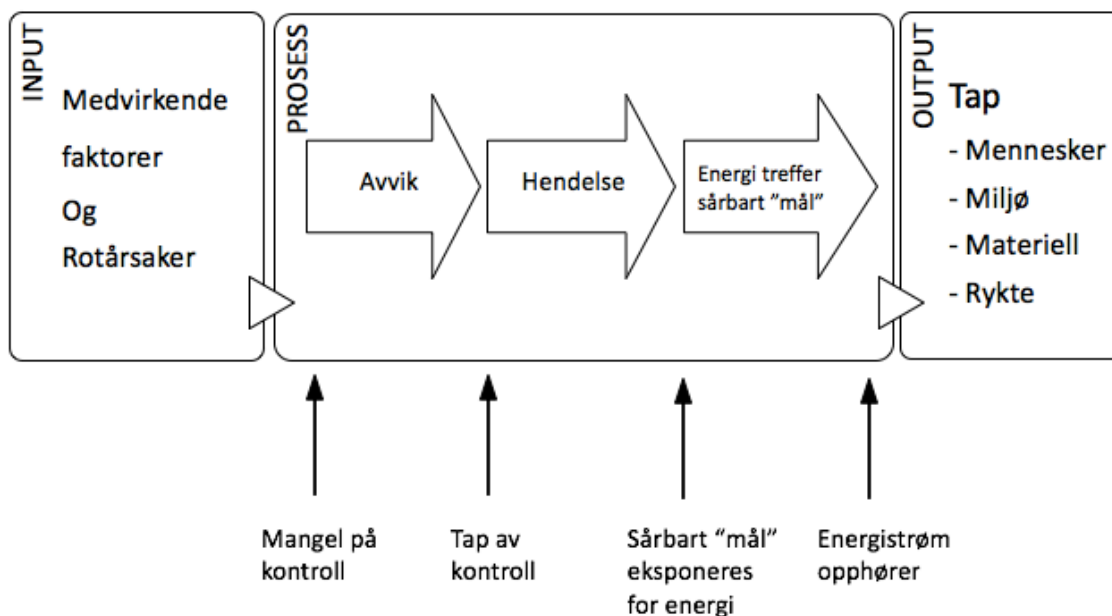 INPUT
Medvirkende
faktorer
Og
Rotårsaker
PROSESS
Avvik
Hendelse
Energi treffer
sårbart ”mål”
OUTPUT
Tap
- Mennesker
- Miljø
- Materiell
- Rykte
Mangel på
kontroll
Tap av
kontroll
Sårbart “mål”
eksponeres
for energi
Energistrøm
opphører